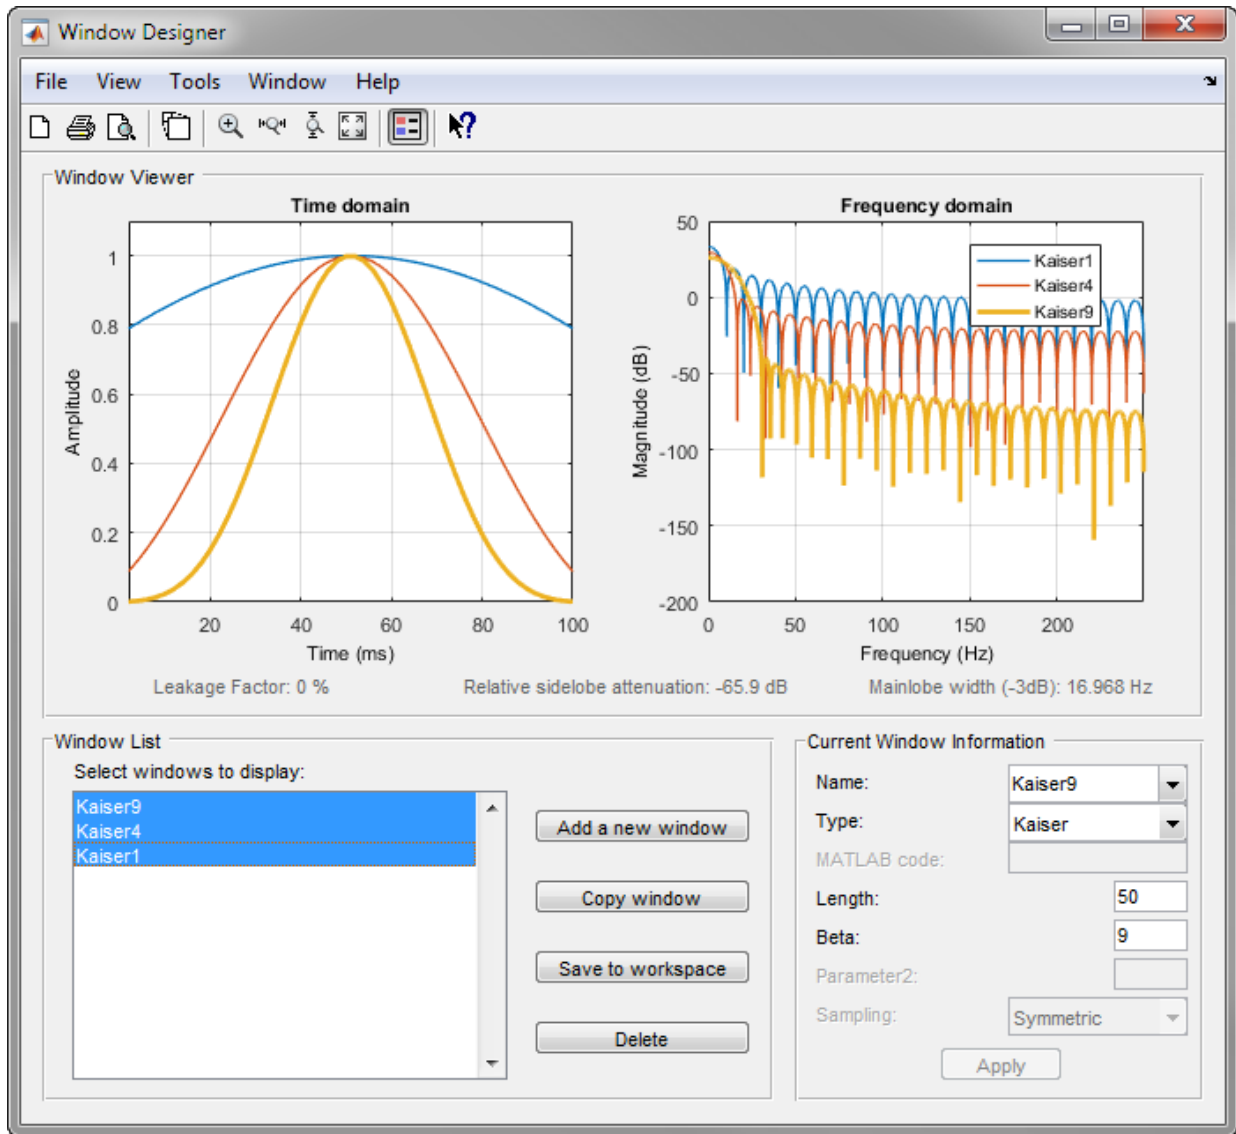 Window Designer
File View Tools Window Help
Window Viewer
Time domain
Amplitude
1
0.8
0.6
0.4
0.2
0
20 40 60 80 100
Time (ms)
Frequency domain
Magnitude (dB)
50
0
-50
-100
-150
-200
0 50 100 150 200
Frequency (Hz)
Kaiser1
Kaiser4
Kaiser9
Leakage Factor: 0 % Relative sidelobe attenuation: -65.9 dB Mainlobe width (-3dB): 16.968 Hz
Window List
Select windows to display:
Kaiser9
Kaiser4
Kaiser1
Add a new window
Copy window
Save to workspace
Delete
Current Window Information
Name: Kaiser9
Type: Kaiser
MATLAB code:
Length: 50
Beta: 9
Parameter2:
Sampling: Symmetric
Apply